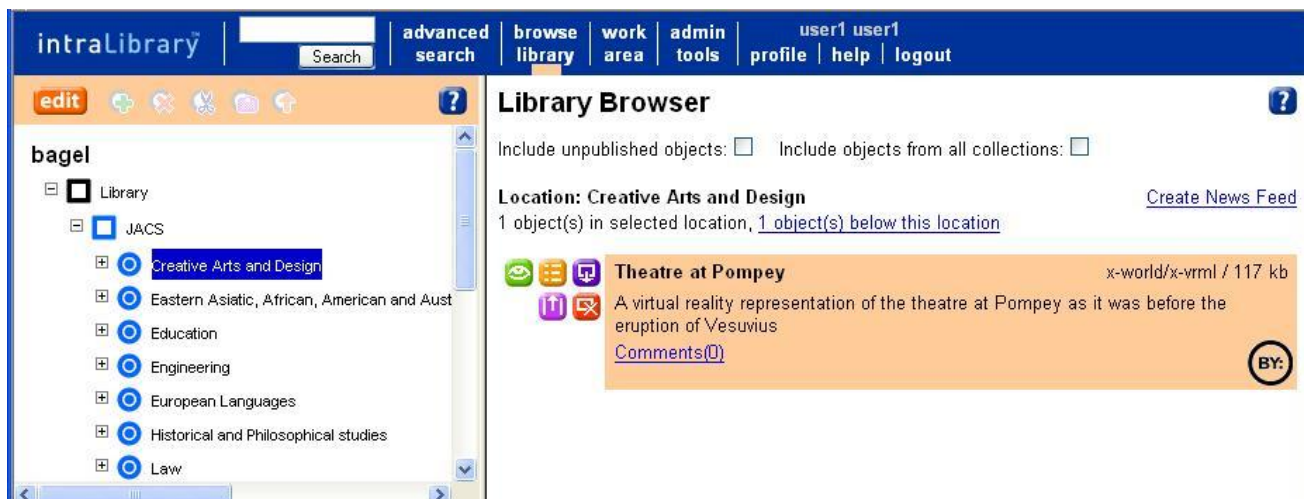 intraLibrary™
Search
advanced search
browse library
work area
admin tools
user1 user1
profile | help | logout
edit
?
bagel
Library
JACS
Creative Arts and Design
Eastern Asiatic, African, American and Aust
Education
Engineering
European Languages
Historical and Philosophical studies
Law
Library Browser
?
Include unpublished objects:
Include objects from all collections:
Location: Creative Arts and Design
Create News Feed
1 object(s) in selected location, 1 object(s) below this location
Theatre at Pompey
x-world/x-vrml / 117 kb
A virtual reality representation of the theatre at Pompey as it was before the
eruption of Vesuvius
Comments(0)
BY: